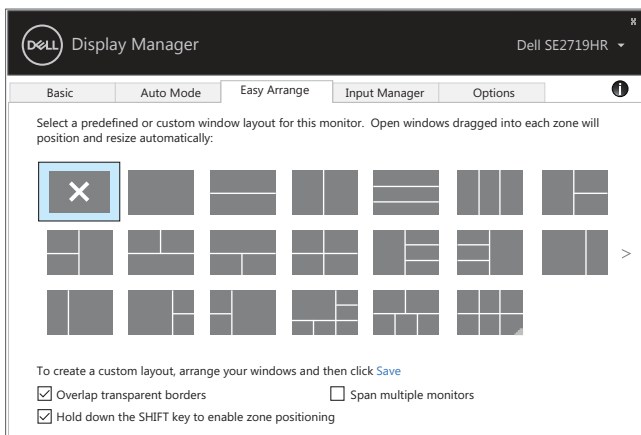 DELL Display Manager
Dell SE2719HR
Basic
Auto Mode
Easy Arrange
Input Manager
Options
Select a predefined or custom window layout for this monitor. Open windows dragged into each zone will
position and resize automatically:
To create a custom layout, arrange your windows and then click Save
Overlap transparent borders
Span multiple monitors
Hold down the SHIFT key to enable zone positioning